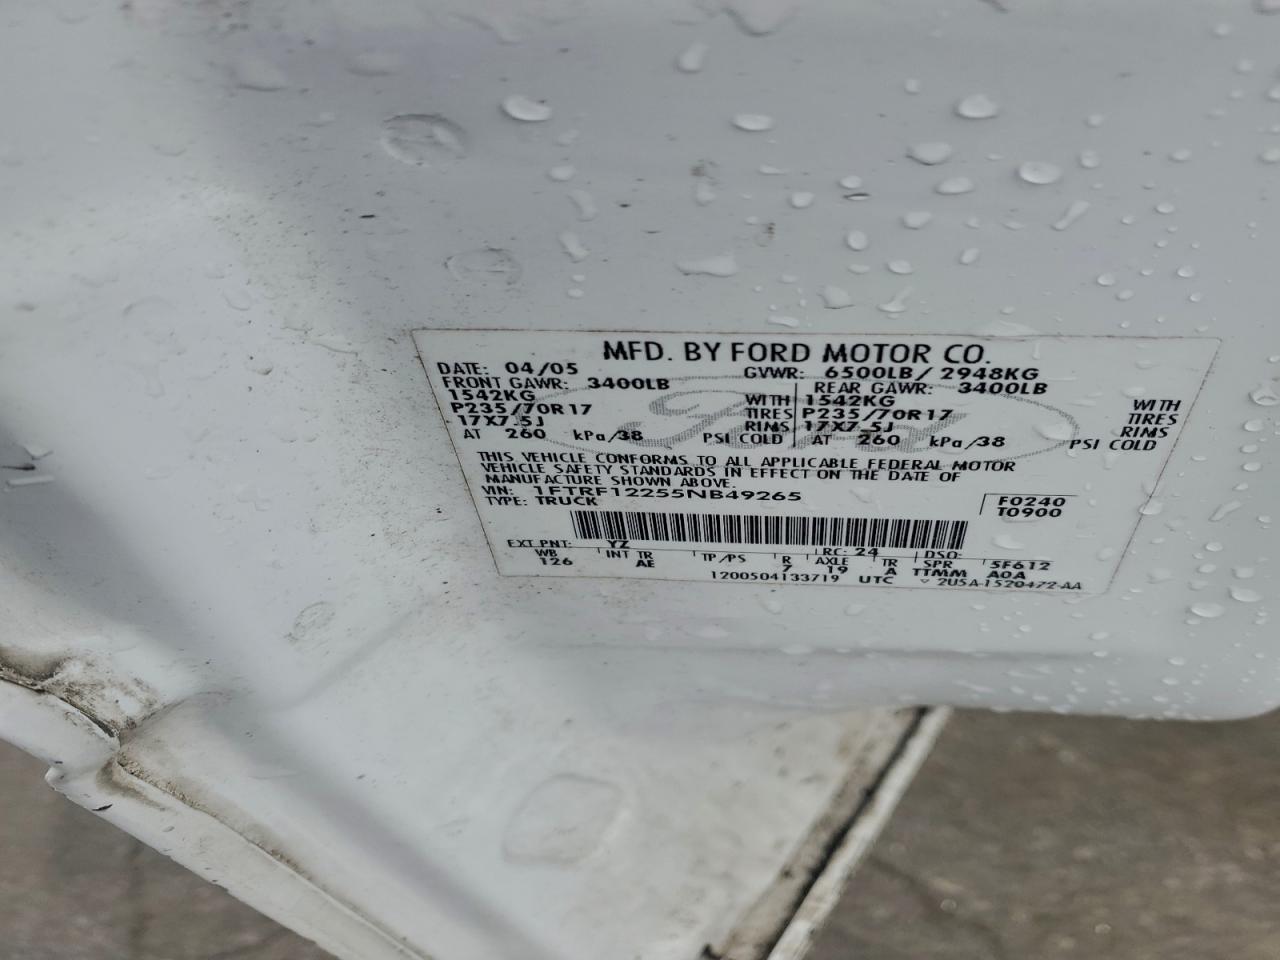 MFD. BY FORD MOTOR CO.
DATE: 04/05 GVWR: 6500LB/ 2948KG
FRONT GAWR: 3400LB REAR GAWR: 3400LB
1542KG WITH 1542KG WITH
P235/70R17 TIRES P235/70R17 TIRES
17X7.5J RIMS 17X7.5J RIMS
AT 260 kPa/38 PSI COLD AT 260 kPa/38 PSI COLD
Ford
THIS VEHICLE CONFORMS TO ALL APPLICABLE FEDERAL MOTOR
VEHICLE SAFETY STANDARDS IN EFFECT ON THE DATE OF
MANUFACTURE SHOWN ABOVE.
VIN: 1FTRF12255NB49265
TYPE: TRUCK
F0240
T0900
EXT PNT: YZ RC: 24 DSO:
WB INT TR TP/PS R AXLE TR SPR 5F612
126 AE 7 19 A TTMM A0A
1200504133719 UTC ▽ 2U5A-1520472-AA